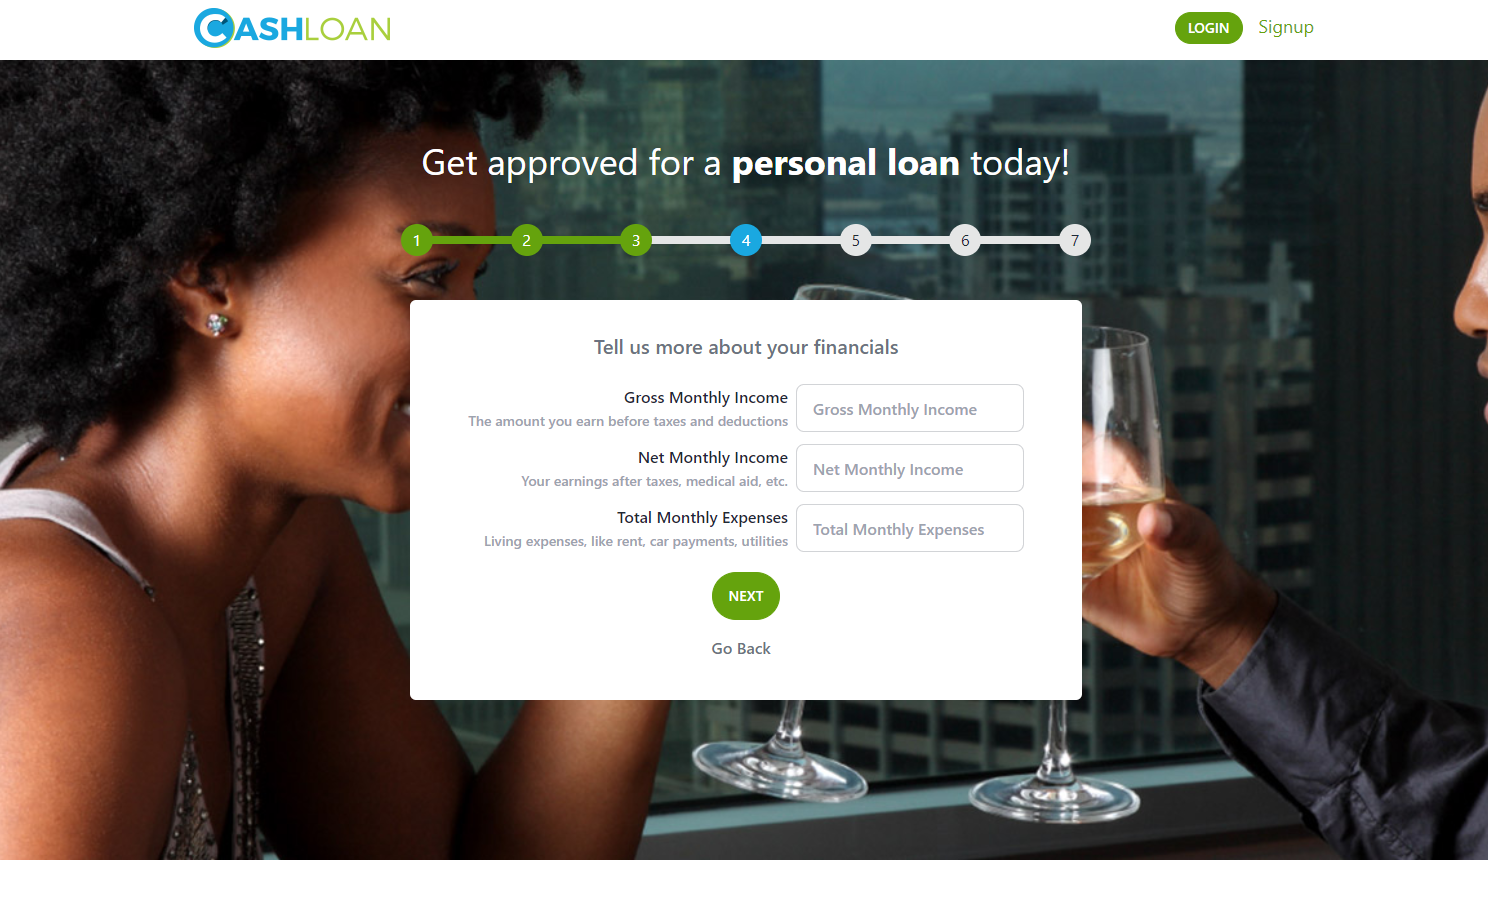 CASHLOAN
LOGIN Signup
Get approved for a personal loan today!
1 2 3 4 5 6 7
Tell us more about your financials
Gross Monthly Income
The amount you earn before taxes and deductions
Gross Monthly Income
Net Monthly Income
Your earnings after taxes, medical aid, etc.
Net Monthly Income
Total Monthly Expenses
Living expenses, like rent, car payments, utilities
Total Monthly Expenses
NEXT
Go Back